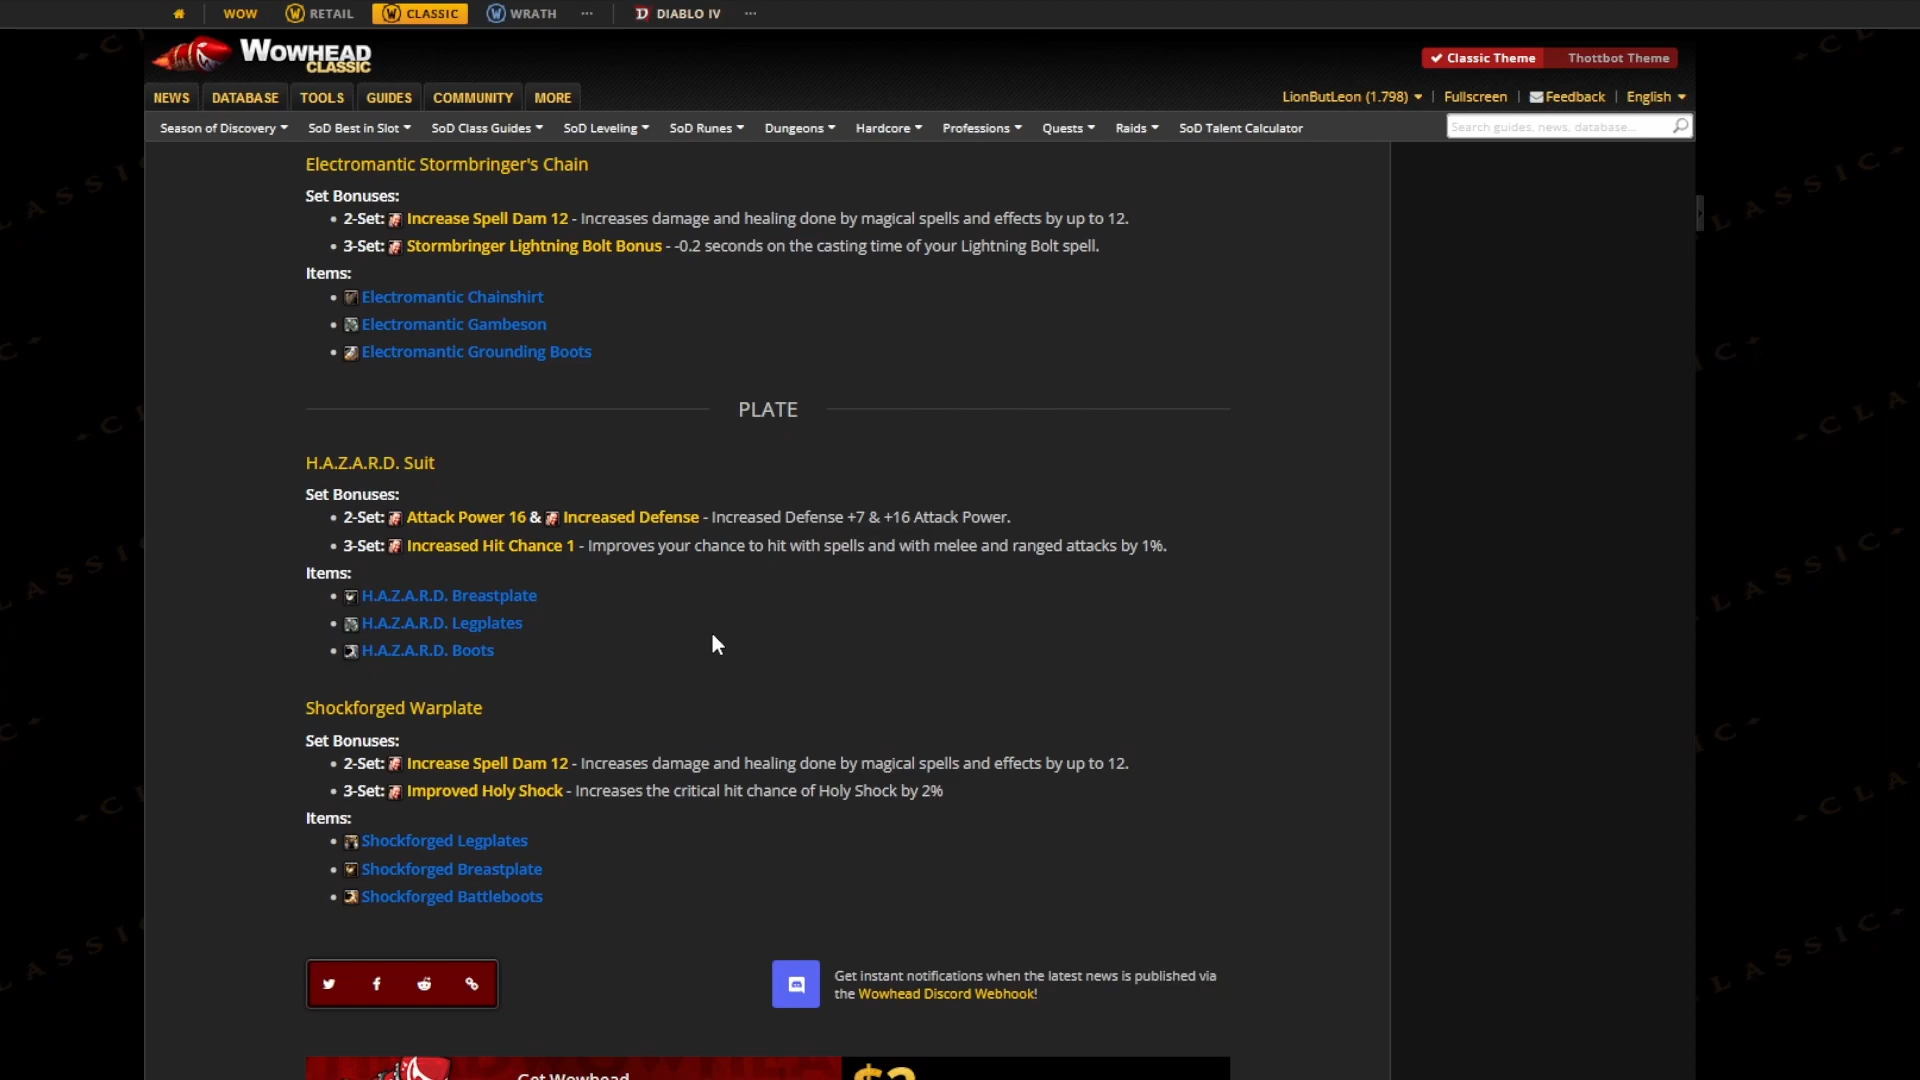 WOW RETAIL CLASSIC WRATH ... DIABLO IV ...
WOWHEAD
CLASSIC
Classic Theme Thottbot Theme
NEWS DATABASE TOOLS GUIDES COMMUNITY MORE
LionButLeon (1.798) | Fullscreen | Feedback | English
Season of Discovery SoD Best in Slot SoD Class Guides SoD Leveling SoD Runes Dungeons Hardcore Professions Quests Raids SoD Talent Calculator
Search guides, news, database...
Electromantic Stormbringer's Chain
Set Bonuses:
• 2-Set: Increase Spell Dam 12 - Increases damage and healing done by magical spells and effects by up to 12.
• 3-Set: Stormbringer Lightning Bolt Bonus - -0.2 seconds on the casting time of your Lightning Bolt spell.
Items:
• Electromantic Chainshirt
• Electromantic Gambeson
• Electromantic Grounding Boots
PLATE
H.A.Z.A.R.D. Suit
Set Bonuses:
• 2-Set: Attack Power 16 & Increased Defense - Increased Defense +7 & +16 Attack Power.
• 3-Set: Increased Hit Chance 1 - Improves your chance to hit with spells and with melee and ranged attacks by 1%.
Items:
• H.A.Z.A.R.D. Breastplate
• H.A.Z.A.R.D. Legplates
• H.A.Z.A.R.D. Boots
Shockforged Warplate
Set Bonuses:
• 2-Set: Increase Spell Dam 12 - Increases damage and healing done by magical spells and effects by up to 12.
• 3-Set: Improved Holy Shock - Increases the critical hit chance of Holy Shock by 2%
Items:
• Shockforged Legplates
• Shockforged Breastplate
• Shockforged Battleboots
Get instant notifications when the latest news is published via
the Wowhead Discord Webhook!
Get Wowhead